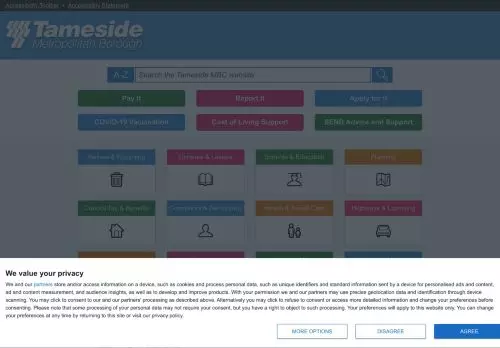 Accessibility Toolbar • Accessibility Statement
Tameside
Metropolitan Borough
A-Z Search the Tameside MBC website
Pay It Report It Apply for It
COVID-19 Vaccination Cost of Living Support SEND Advice and Support
Refuse & Recycling Libraries & Leisure Schools & Education Planning
Council Tax & Benefits Highways & Licensing
We value your privacy
We and our partners store and/or access information on a device, such as cookies and process personal data, such as unique identifiers and standard information sent by a device for personalised ads and content,
ad and content measurement, and audience insights, as well as to develop and improve products. With your permission we and our partners may use precise geolocation data and identification through device
scanning. You may click to consent to our and our partners' processing as described above. Alternatively you may click to refuse to consent or access more detailed information and change your preferences before
consenting. Please note that some processing of your personal data may not require your consent, but you have a right to object to such processing. Your preferences will apply to this website only. You can change
your preferences at any time by returning to this site or visit our privacy policy.
MORE OPTIONS DISAGREE AGREE